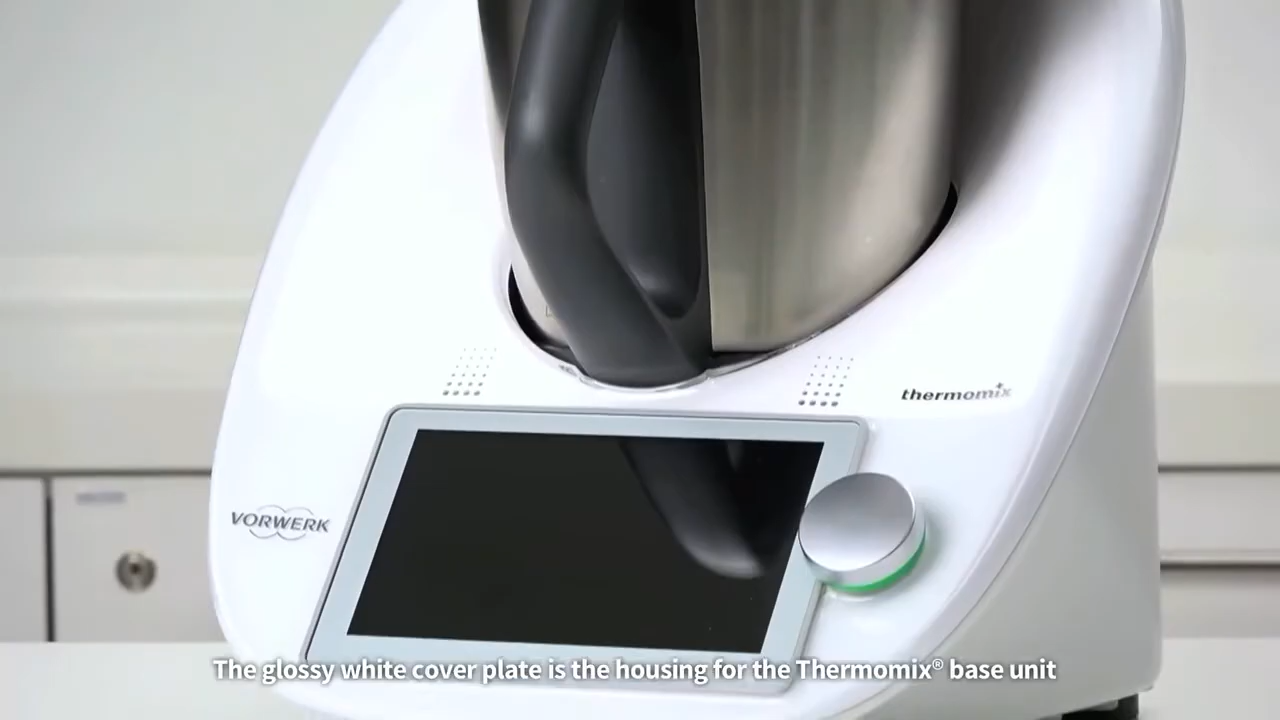 thermomix
VORWERK
The glossy white cover plate is the housing for the Thermomix® base unit